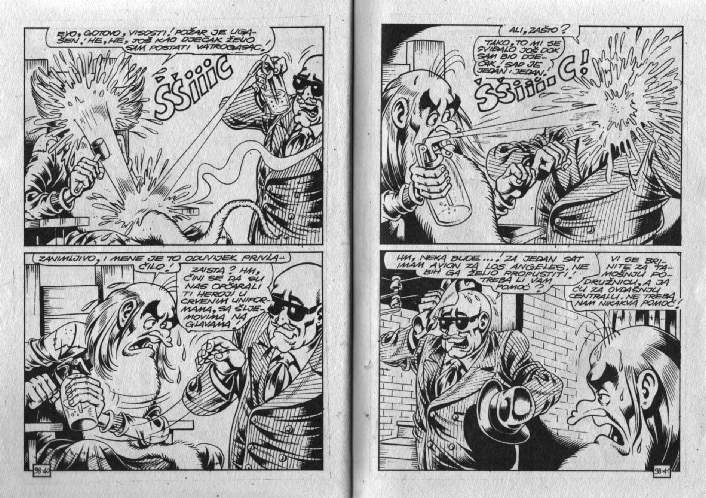 EVO, GOTOVO, VISOSTI! POŽAR JE UGA-
ŠEN. HE, HE, JOŠ KAO DJEČAK ŽELIO
SAM POSTATI VATROGASAC.
ŠŠIIIC
ZANIMLJIVO, I MENE JE TO ODUVIJEK PRIVLA-
ČILO!
ZAISTA? HM,
ČINI SE DA SU
NAS OPČARALI
TI HEROJI U
CRVENIM UNIFOR-
MAMA, SA ŠLJE-
MOVIMA NA
GLAVAMA.
98-40
ALI, ZAŠTO?
TAKO TO MI SE
SVIĐALO JOŠ DOK
SAM BIO DJE-
ČAK! SAD JE
JEDAN:JEDAN.
ŠŠIII-C!
HM, NEKA BUDE...! ZA JEDAN SAT
IMAM AVION ZA LOS ANGELES. NE
BIH GA ŽELIO PROPUSTITI!
TREBA LI VAM
POMOĆ?
VI SE BRI-
NITE ZA TA-
MOŠNJU PO-
DRUŽNICU, A JA
ĆU ZA OVDAŠNJU
CENTRALU. NE TREBA
NAM NIKAKVA POMOĆ!